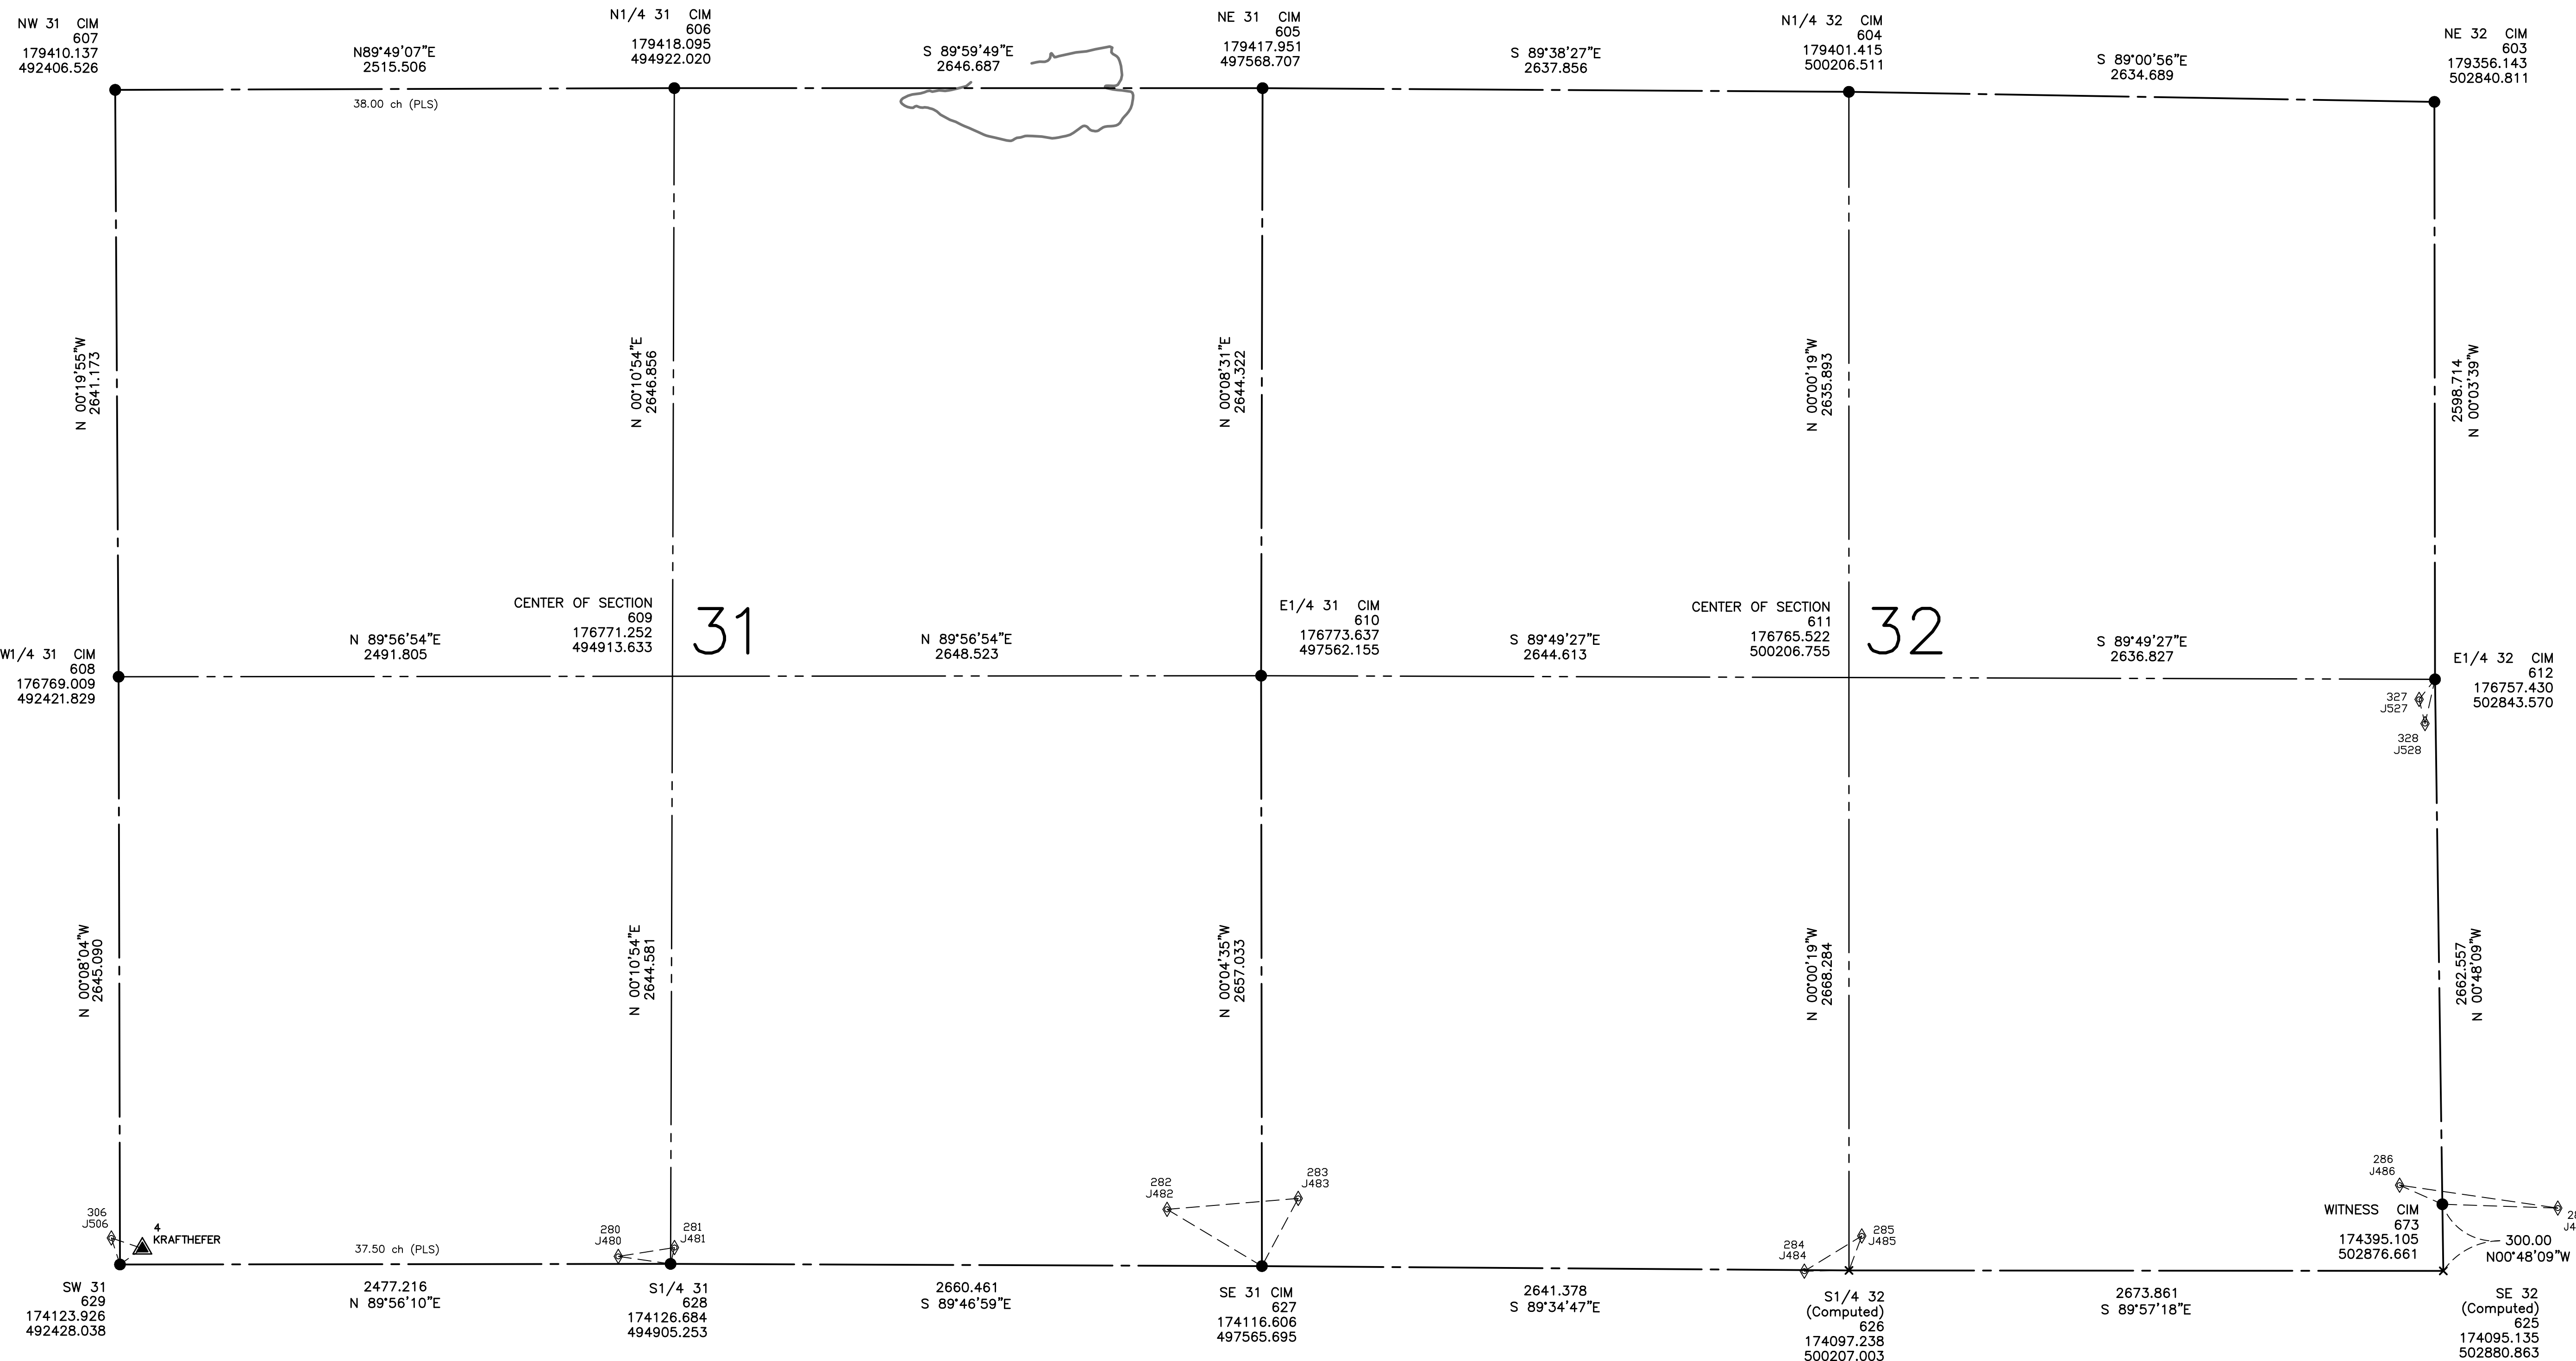 NW 31 CIM
607
179410.137
492406.526
N89°49'07"E
2515.506
38.00 ch (PLS)
N1/4 31 CIM
606
179418.095
494922.020
S 89°59'49"E
2646.687
NE 31 CIM
605
179417.951
497568.707
S 89°38'27"E
2637.856
N1/4 32 CIM
604
179401.415
500206.511
S 89°00'56"E
2634.689
NE 32 CIM
603
179356.143
502840.811
N 00°19'55"W
2641.173
N 00°10'54"E
2646.856
N 00°08'31"E
2644.322
N 00°00'19"W
2635.893
2598.714
N 00°03'39"W
W1/4 31 CIM
608
176769.009
492421.829
N 89°56'54"E
2491.805
CENTER OF SECTION
609
176771.252
494913.633
31
N 89°56'54"E
2648.523
E1/4 31 CIM
610
176773.637
497562.155
S 89°49'27"E
2644.613
CENTER OF SECTION
611
176765.522
500206.755
32
S 89°49'27"E
2636.827
E1/4 32 CIM
612
176757.430
502843.570
327
J527
328
J528
N 00°08'04"W
2645.090
N 00°10'54"E
2644.581
N 00°04'35"W
2657.033
N 00°00'19"W
2668.284
2662.557
N 00°48'09"W
306
J506
4
KRAFTHEFER
37.50 ch (PLS)
280
J480
281
J481
282
J482
283
J483
284
J484
285
J485
286
J486
WITNESS CIM
673
174395.105
502876.661
300.00
N00°48'09"W
SW 31
629
174123.926
492428.038
2477.216
N 89°56'10"E
S1/4 31
628
174126.684
494905.253
2660.461
S 89°46'59"E
SE 31 CIM
627
174116.606
497565.695
2641.378
S 89°34'47"E
S1/4 32
(Computed)
626
174097.238
500207.003
2673.861
S 89°57'18"E
SE 32
(Computed)
625
174095.135
502880.863